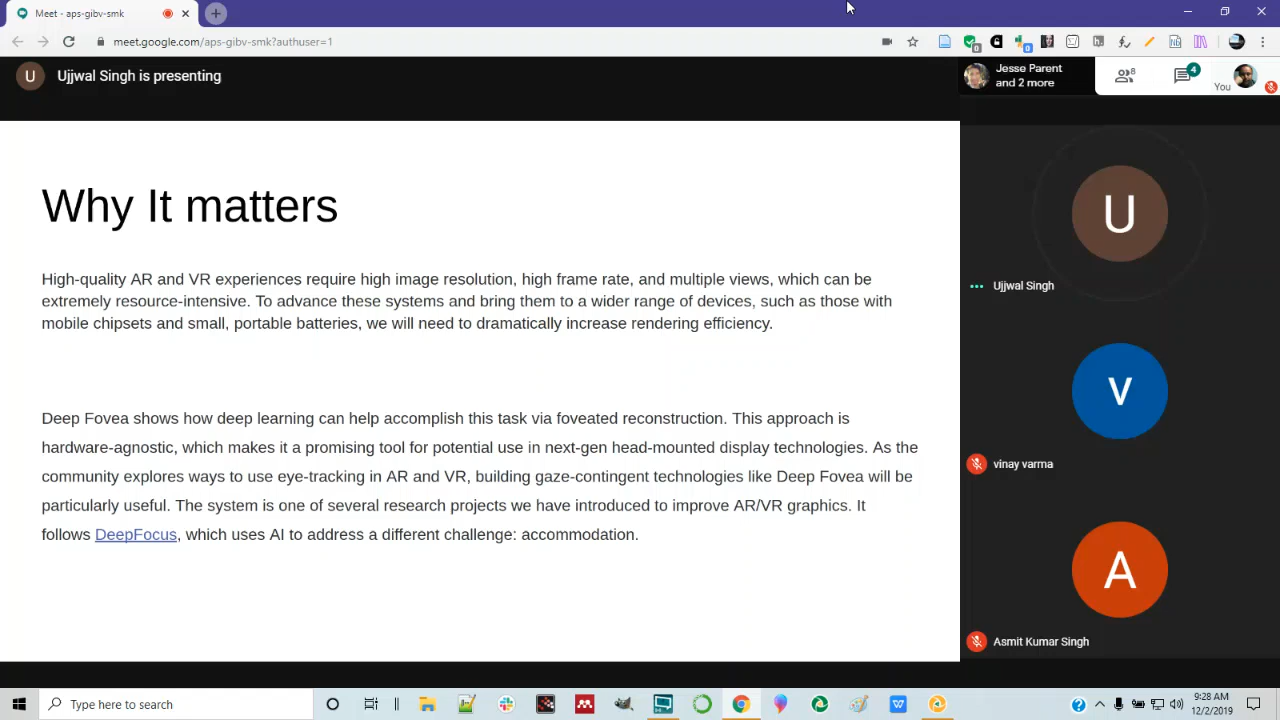 Meet - aps-gibv-smk
meet.google.com/aps-gibv-smk?authuser=1
U
Ujjwal Singh is presenting
Jesse Parent
and 2 more
8
4
You
Why It matters
High-quality AR and VR experiences require high image resolution, high frame rate, and multiple views, which can be
extremely resource-intensive. To advance these systems and bring them to a wider range of devices, such as those with
mobile chipsets and small, portable batteries, we will need to dramatically increase rendering efficiency.
Deep Fovea shows how deep learning can help accomplish this task via foveated reconstruction. This approach is
hardware-agnostic, which makes it a promising tool for potential use in next-gen head-mounted display technologies. As the
community explores ways to use eye-tracking in AR and VR, building gaze-contingent technologies like Deep Fovea will be
particularly useful. The system is one of several research projects we have introduced to improve AR/VR graphics. It
follows DeepFocus, which uses AI to address a different challenge: accommodation.
U
Ujjwal Singh
V
vinay varma
A
Asmit Kumar Singh
Type here to search
9:28 AM
12/2/2019